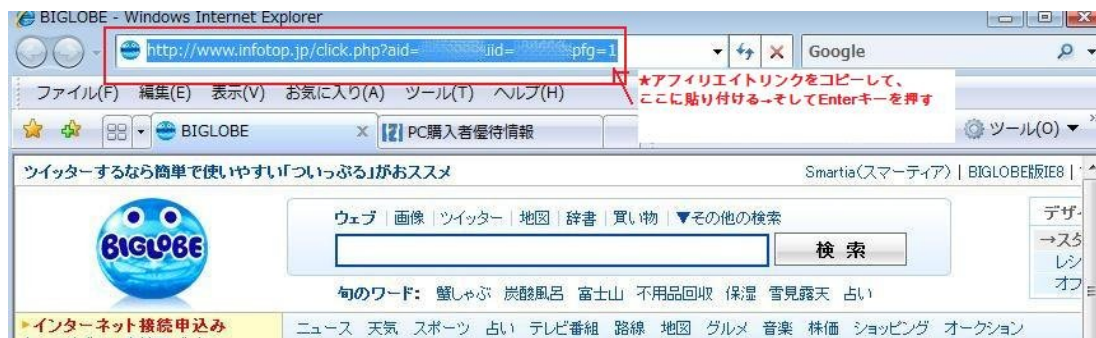 BIGLOBE - Windows Internet Explorer
http://www.infotop.jp/click.php?aid= iid= pfg=1
Google
★アフィリエイトリンクをコピーして、
ここに貼り付ける→そしてEnterキーを押す
ファイル(F) 編集(E) 表示(V) お気に入り(A) ツール(T) ヘルプ(H)
BIGLOBE
PC購入者優待情報
ツール(O)
ツイッターするなら簡単で使いやすい「ついっぷる」がおススメ
Smartia(スマーティア) | BIGLOBE版IE8 |
BIGLOBE
ウェブ | 画像 | ツイッター | 地図 | 辞書 | 買い物 | ▼その他の検索
検索
旬のワード: 蟹しゃぶ 炭酸風呂 富士山 不用品回収 保湿 雪見露天 占い
デザイ
→スタ
レシ
オフ
インターネット接続申込み
ニュース 天気 スポーツ 占い テレビ番組 路線 地図 グルメ 音楽 株価 ショッピング オークション